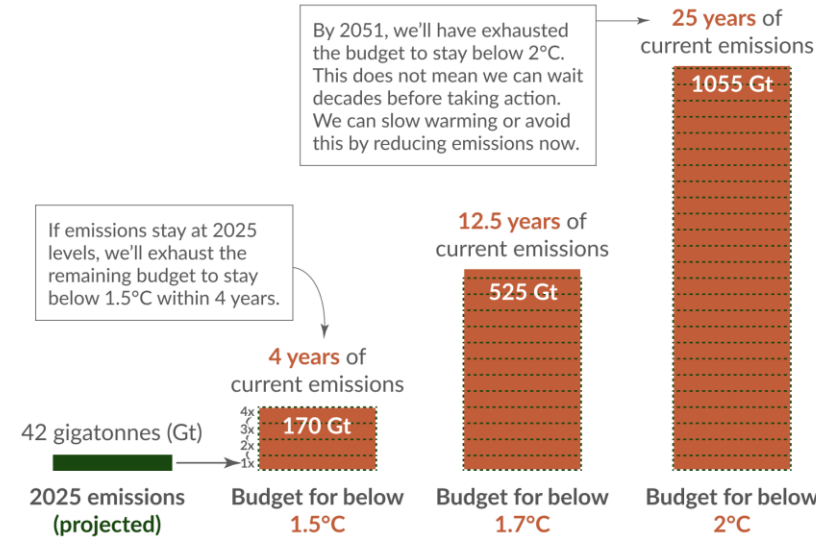 25 years of
current emissions
1055 Gt
By 2051, we'll have exhausted
the budget to stay below 2°C.
This does not mean we can wait
decades before taking action.
We can slow warming or avoid
this by reducing emissions now.
12.5 years of
current emissions
525 Gt
If emissions stay at 2025
levels, we'll exhaust the
remaining budget to stay
below 1.5°C within 4 years.
4 years of
current emissions
170 Gt
4x
3x
2x
1x
42 gigatonnes (Gt)
2025 emissions
(projected)
Budget for below
1.5°C
Budget for below
1.7°C
Budget for below
2°C